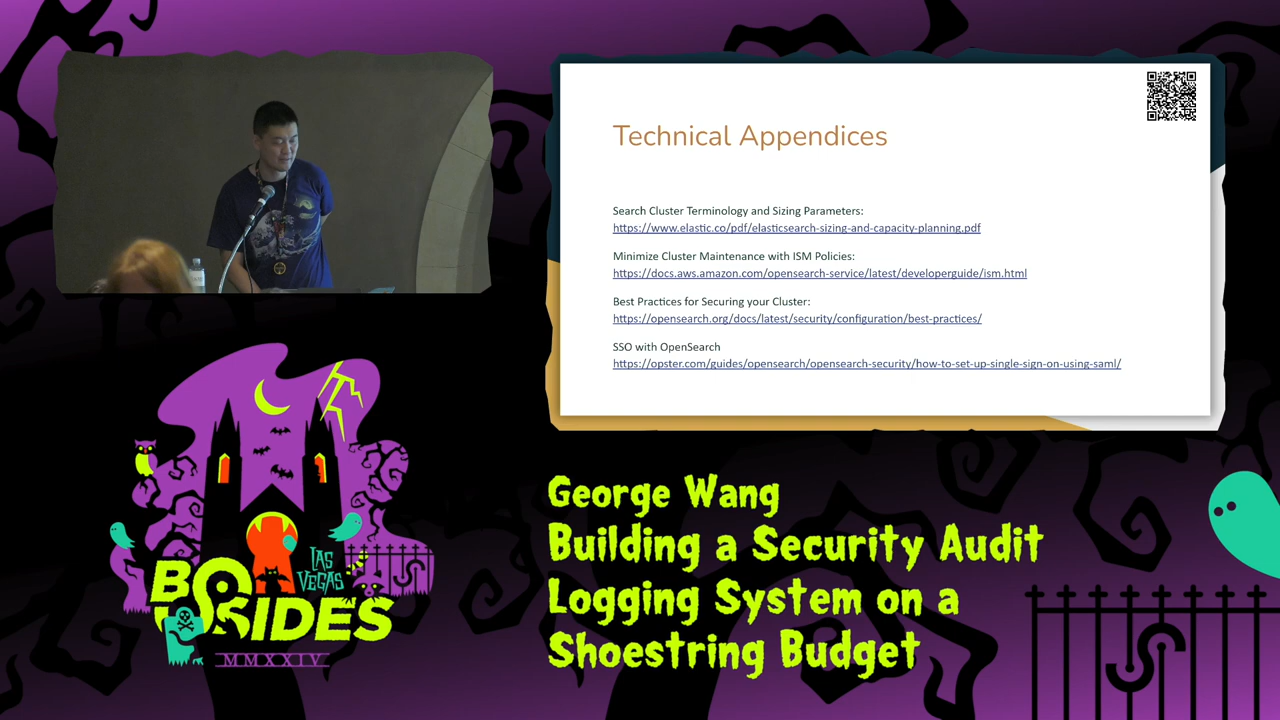 Technical Appendices
Search Cluster Terminology and Sizing Parameters:
https://www.elastic.co/pdf/elasticsearch-sizing-and-capacity-planning.pdf
Minimize Cluster Maintenance with ISM Policies:
https://docs.aws.amazon.com/opensearch-service/latest/developerguide/ism.html
Best Practices for Securing your Cluster:
https://opensearch.org/docs/latest/security/configuration/best-practices/
SSO with OpenSearch
https://opster.com/guides/opensearch/opensearch-security/how-to-set-up-single-sign-on-using-saml/
LAS
VEGAS
BSIDES
MMXXIV
George Wang
Building a Security Audit
Logging System on a
Shoestring Budget